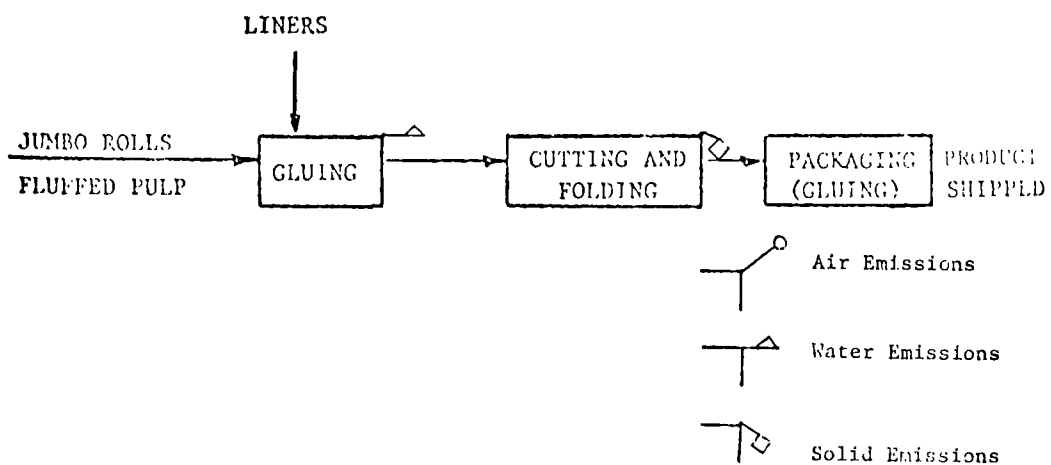 LINERS
JUMBO ROLLS
FLUFFED PULP
GLUING
CUTTING AND
FOLDING
PACKAGING
(GLUING)
PRODUCT
SHIPPED
Air Emissions
Water Emissions
Solid Emissions